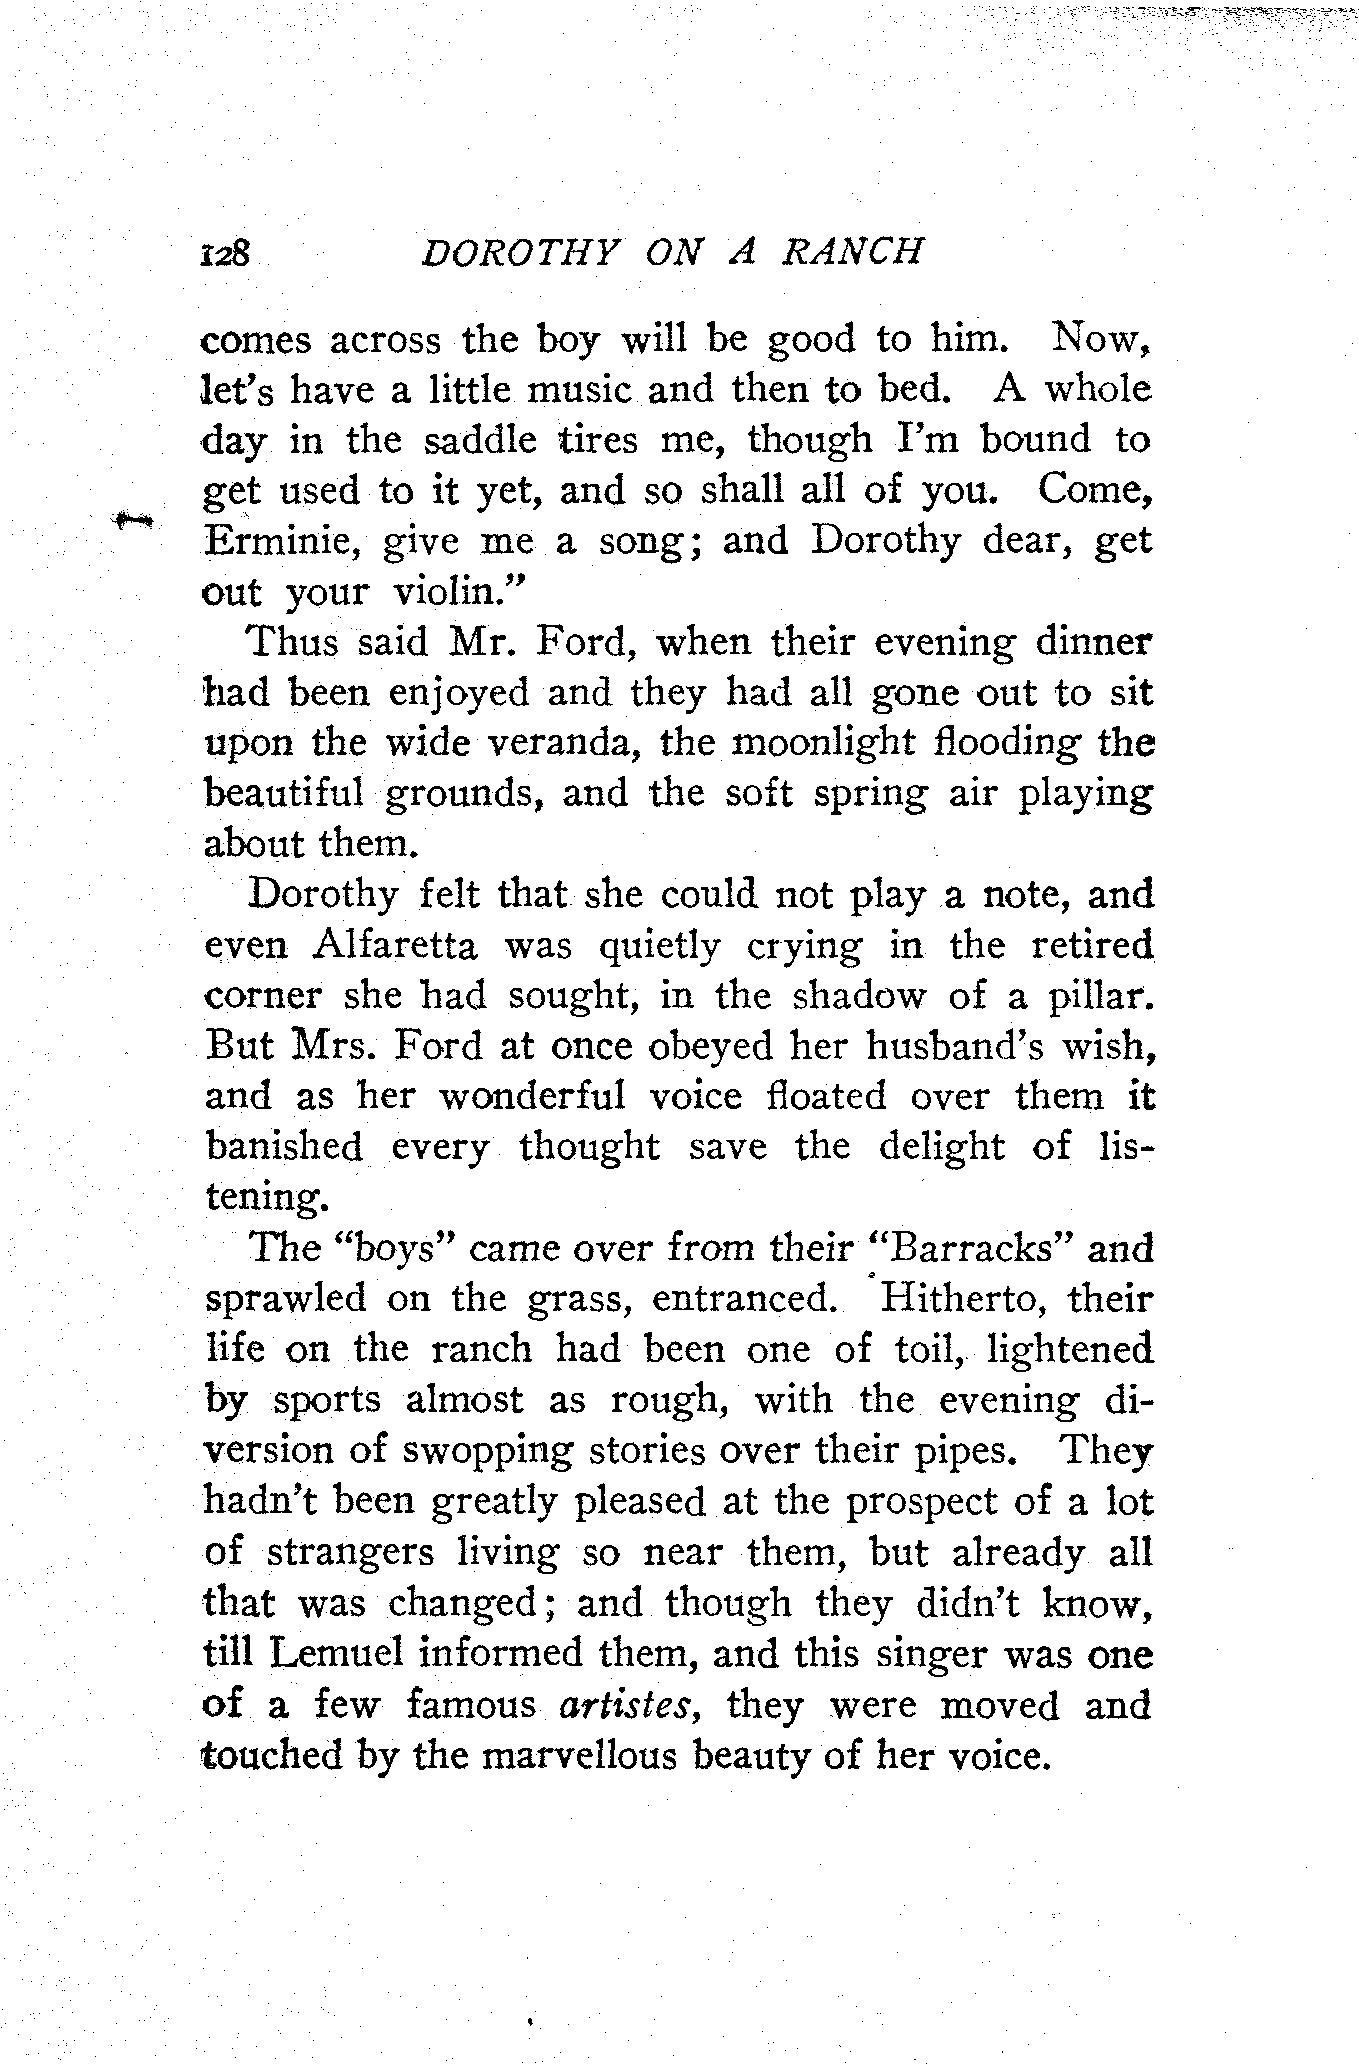 128 DOROTHY ON A RANCH
comes across the boy will be good to him. Now,
let's have a little music and then to bed. A whole
day in the saddle tires me, though I'm bound to
get used to it yet, and so shall all of you. Come,
Erminie, give me a song; and Dorothy dear, get
out your violin.”
Thus said Mr. Ford, when their evening dinner
had been enjoyed and they had all gone out to sit
upon the wide veranda, the moonlight flooding the
beautiful grounds, and the soft spring air playing
about them.
Dorothy felt that she could not play a note, and
even Alfaretta was quietly crying in the retired
corner she had sought, in the shadow of a pillar.
But Mrs. Ford at once obeyed her husband's wish,
and as her wonderful voice floated over them it
banished every thought save the delight of lis-
tening.
The “boys” came over from their “Barracks” and
sprawled on the grass, entranced. Hitherto, their
life on the ranch had been one of toil, lightened
by sports almost as rough, with the evening di-
version of swopping stories over their pipes. They
hadn't been greatly pleased at the prospect of a lot
of strangers living so near them, but already all
that was changed; and though they didn't know,
till Lemuel informed them, and this singer was one
of a few famous artistes, they were moved and
touched by the marvellous beauty of her voice.